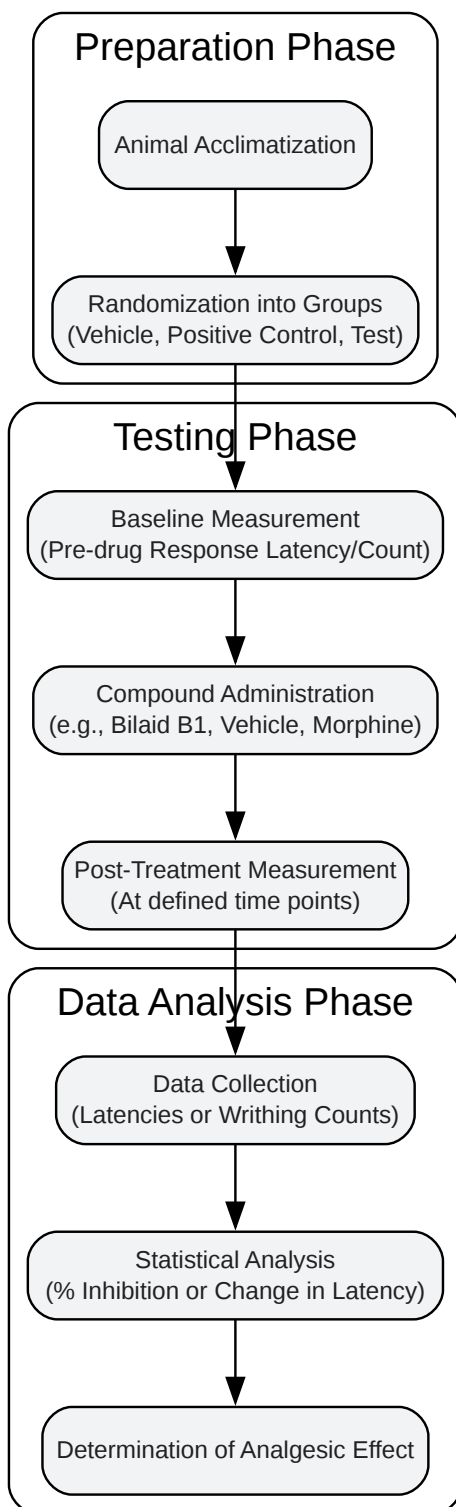 Preparation Phase
Animal Acclimatization
Randomization into Groups
(Vehicle, Positive Control, Test)
Testing Phase
Baseline Measurement
(Pre-drug Response Latency/Count)
Compound Administration
(e.g., Bilaid B1, Vehicle, Morphine)
Post-Treatment Measurement
(At defined time points)
Data Analysis Phase
Data Collection
(Latencies or Writhing Counts)
Statistical Analysis
(% Inhibition or Change in Latency)
Determination of Analgesic Effect